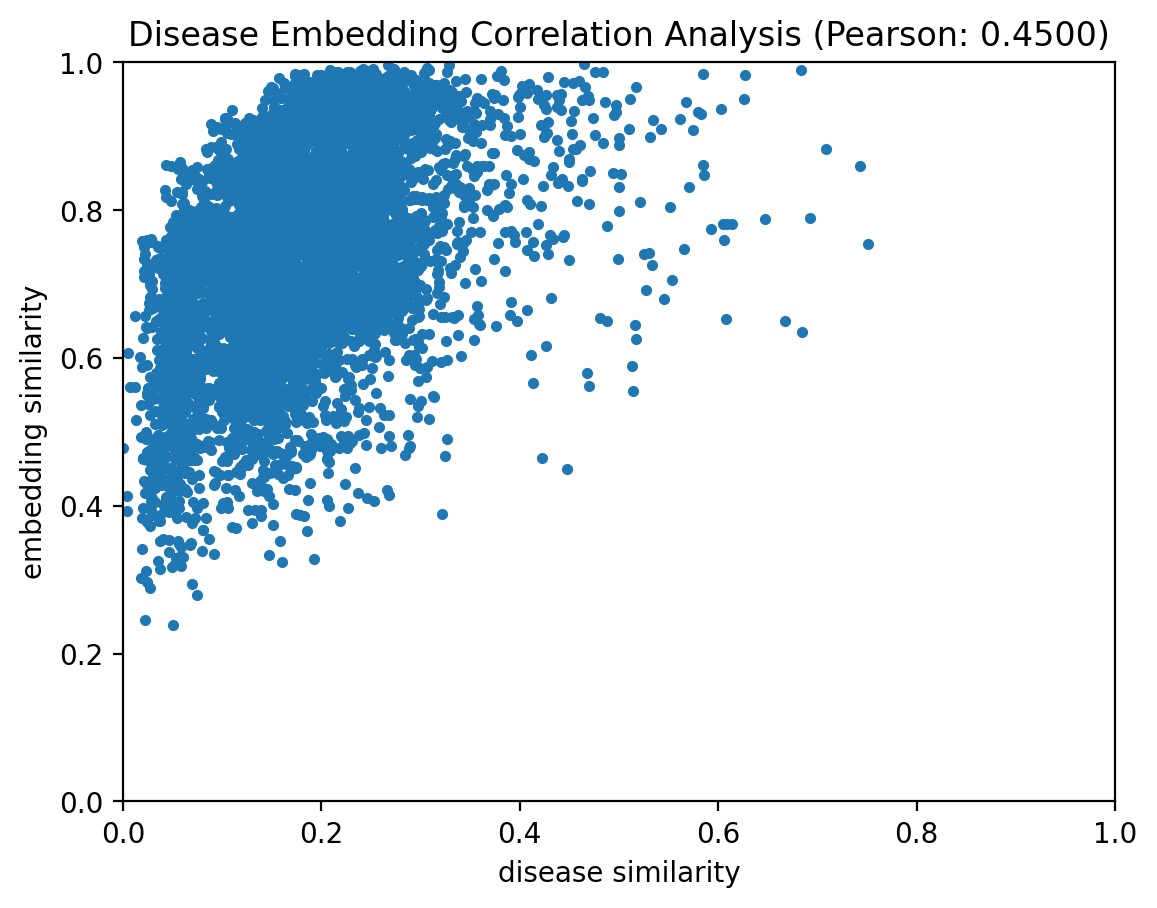 Disease Embedding Correlation Analysis (Pearson: 0.4500)
1.0
0.8
0.6
0.4
0.2
0.0
embedding similarity
0.0 0.2 0.4 0.6 0.8 1.0
disease similarity